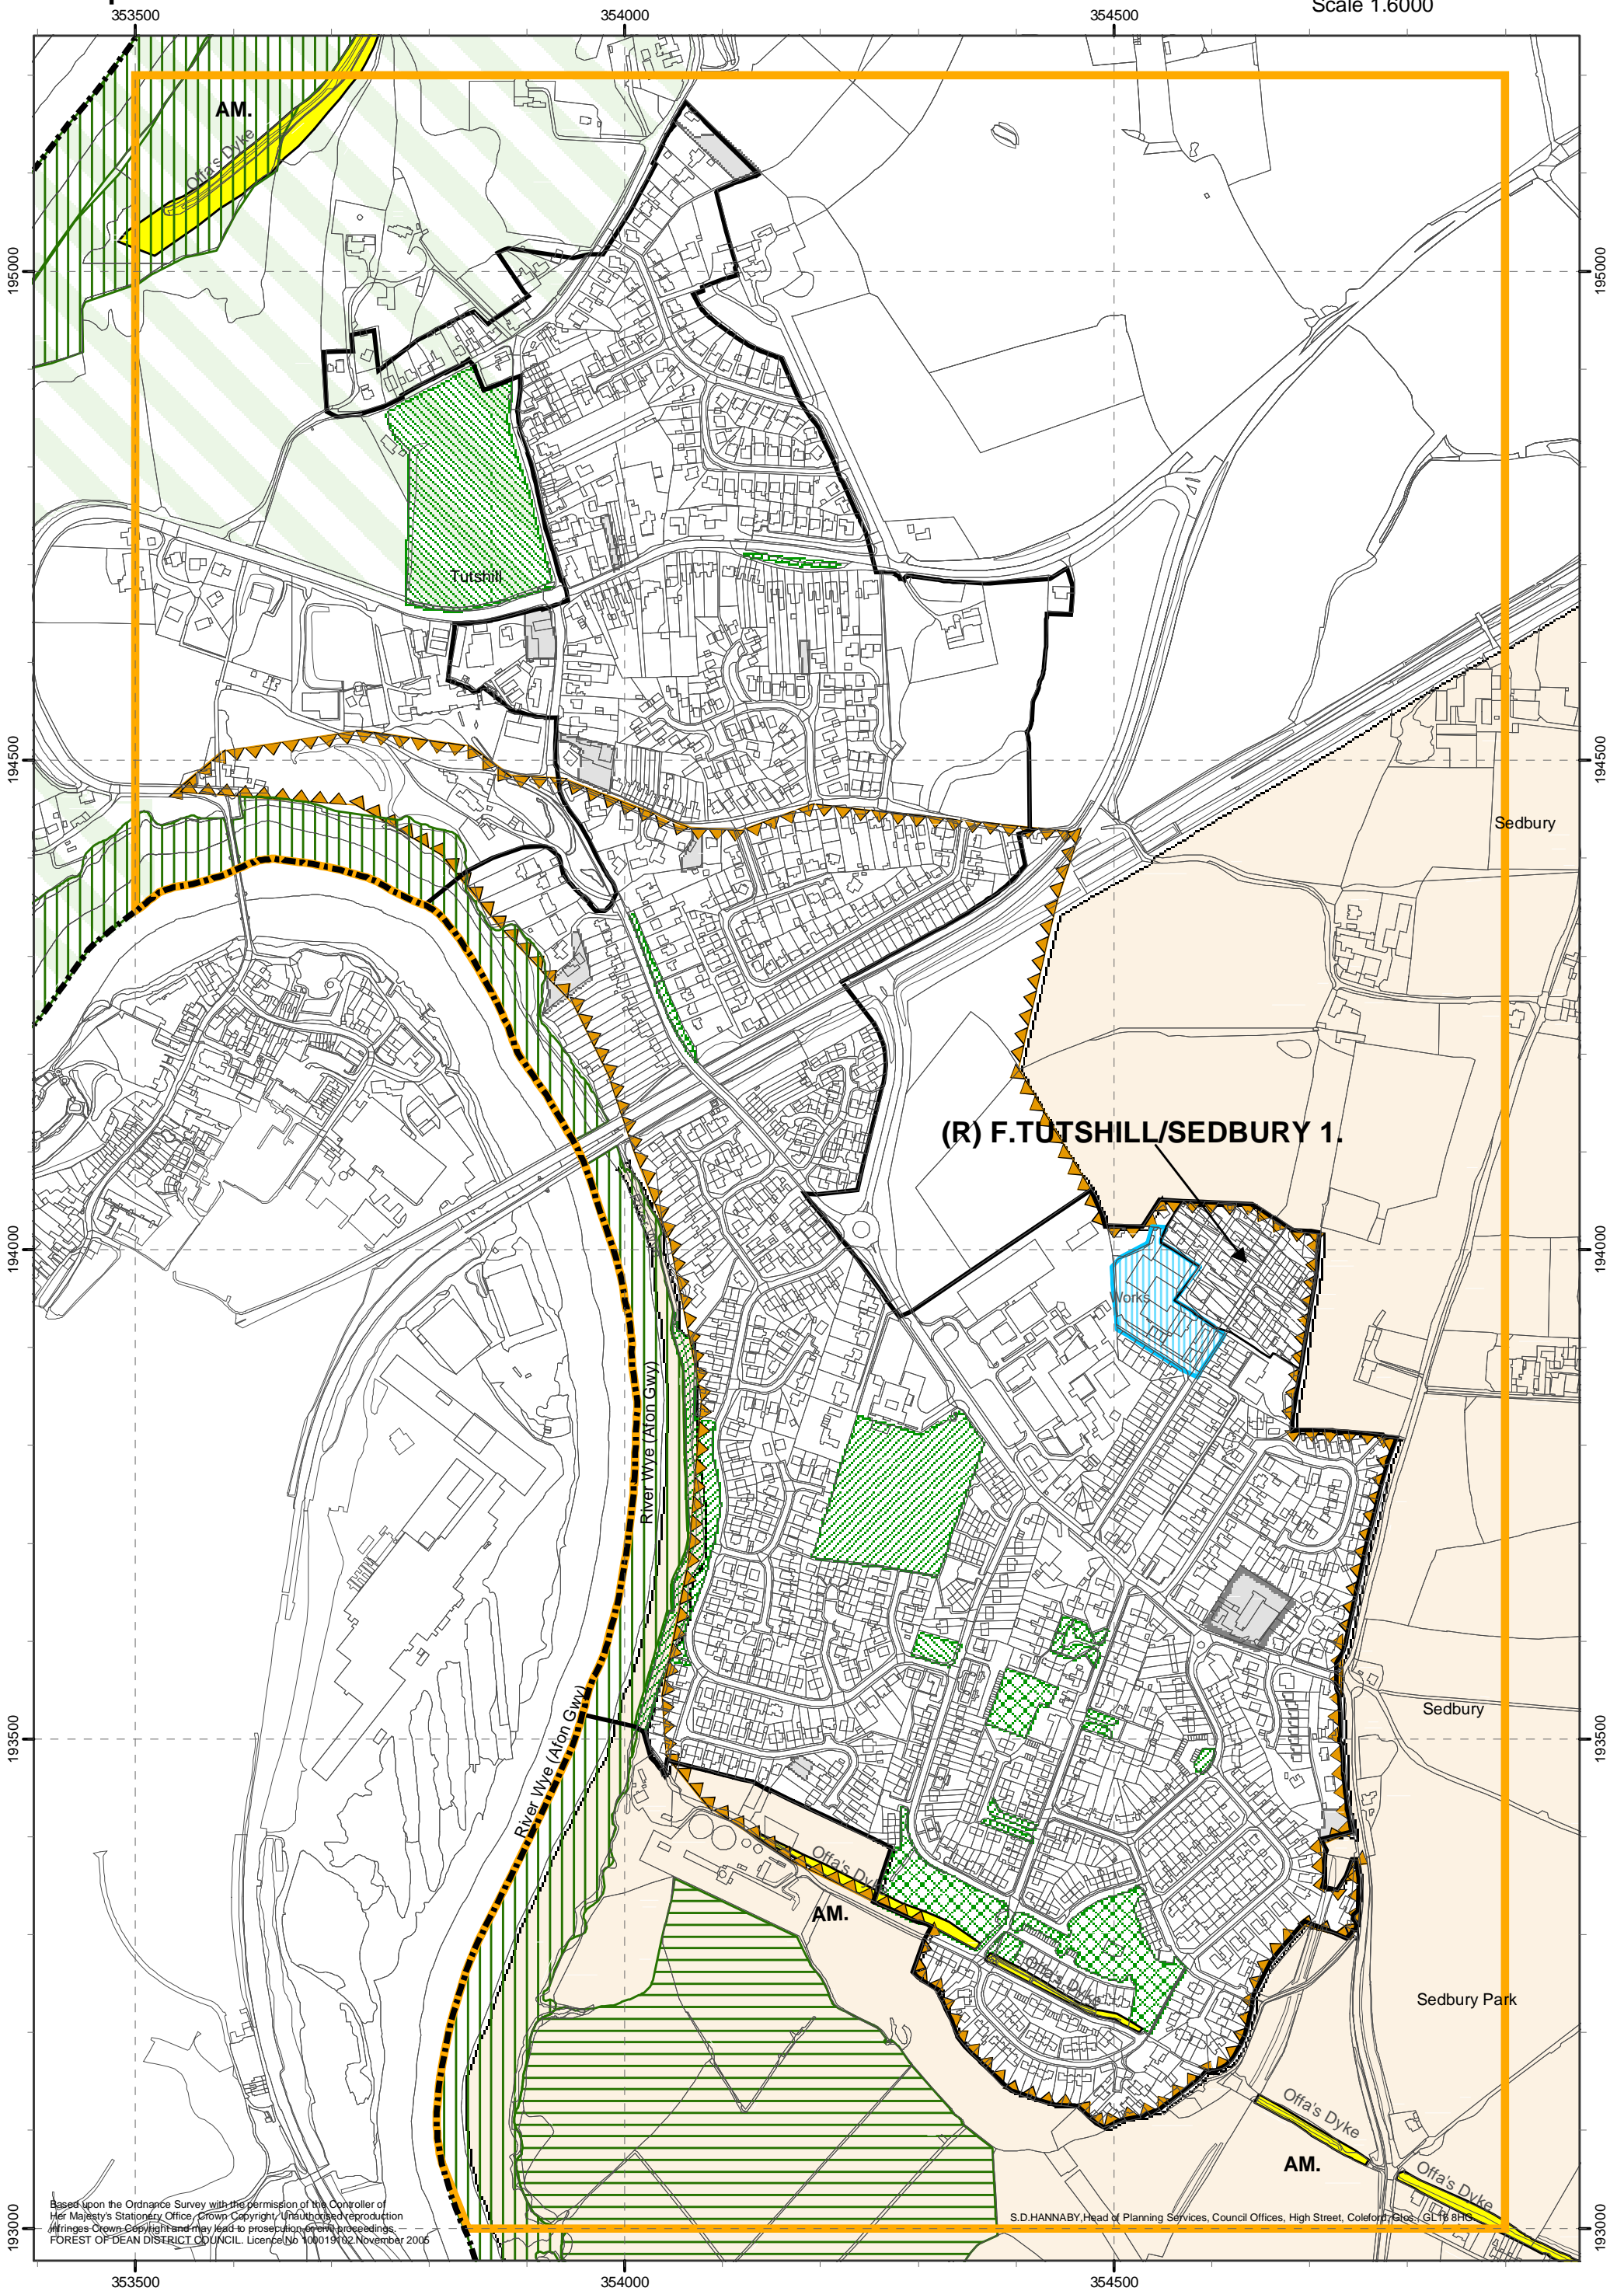 Scale 1:6000
353500
354000
354500
AM.
Offa's Dyke
195000
195000
Tutshill
194500
194500
Sedbury
(R) F.TUTSHILL/SEDBURY 1.
194000
194000
Works
River Wye (Afon Gwy)
River Wye (Afon Gwy)
193500
193500
Sedbury
Offa's Dyke
AM.
Offa's Dyke
Sedbury Park
Offa's Dyke
AM.
Offa's Dyke
193000
193000
Based upon the Ordnance Survey with the permission of the Controller of
Her Majesty's Stationery Office, Crown Copyright, Unauthorised reproduction
infringes Crown Copyright and may lead to prosecution or civil proceedings.
FOREST OF DEAN DISTRICT COUNCIL. Licence No 100019102.November 2005
S.D.HANNABY,Head of Planning Services, Council Offices, High Street, Coleford,Glos. GL16 8HG
353500
354000
354500